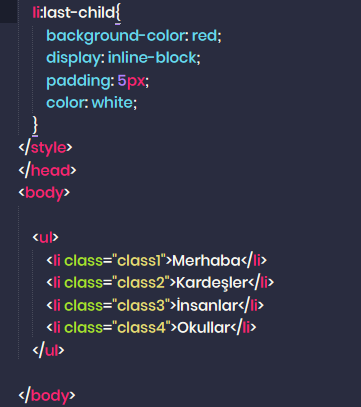 li:last-child{
background-color: red;
display: inline-block;
padding: 5px;
color: white;
}
</style>
</head>
<body>
<ul>
<li class="class1">Merhaba</li>
<li class="class2">Kardeşler</li>
<li class="class3">İnsanlar</li>
<li class="class4">Okullar</li>
</ul>
</body>